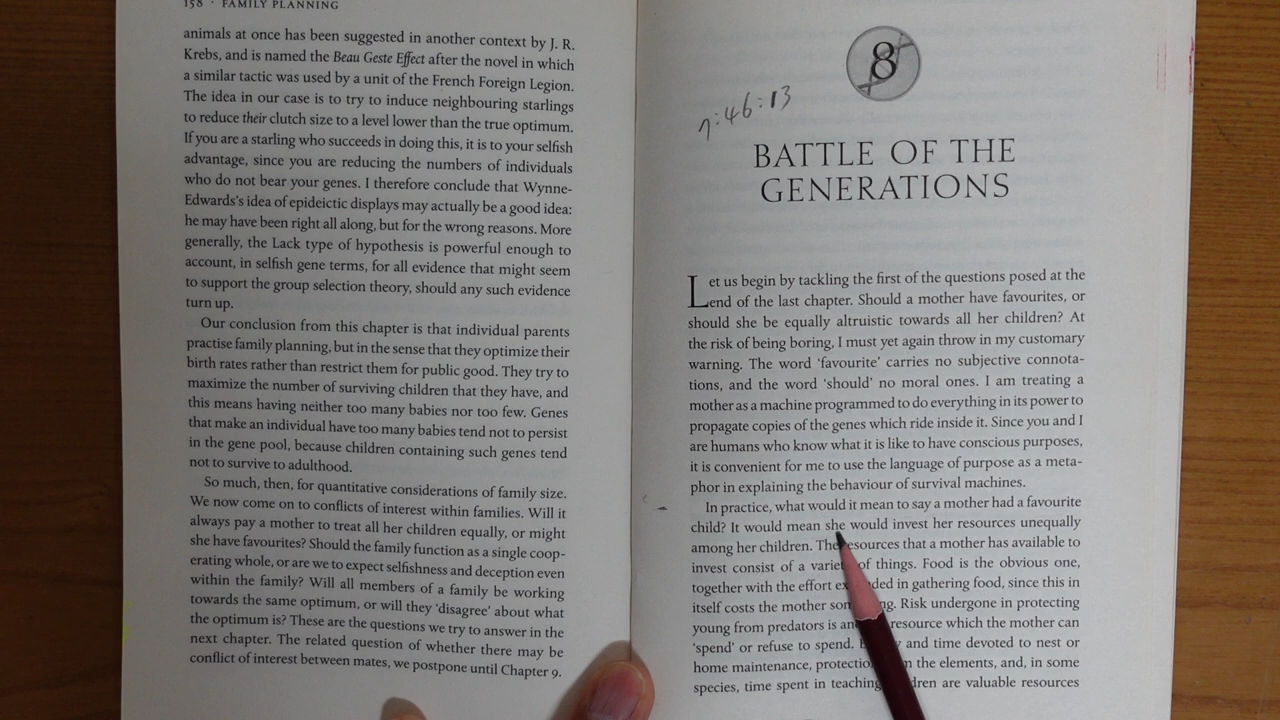 158 · FAMILY PLANNING
animals at once has been suggested in another context by J. R.
Krebs, and is named the Beau Geste Effect after the novel in which
a similar tactic was used by a unit of the French Foreign Legion.
The idea in our case is to try to induce neighbouring starlings
to reduce their clutch size to a level lower than the true optimum.
If you are a starling who succeeds in doing this, it is to your selfish
advantage, since you are reducing the numbers of individuals
who do not bear your genes. I therefore conclude that Wynne-
Edwards's idea of epideictic displays may actually be a good idea:
he may have been right all along, but for the wrong reasons. More
generally, the Lack type of hypothesis is powerful enough to
account, in selfish gene terms, for all evidence that might seem
to support the group selection theory, should any such evidence
turn up.
Our conclusion from this chapter is that individual parents
practise family planning, but in the sense that they optimize their
birth rates rather than restrict them for public good. They try to
maximize the number of surviving children that they have, and
this means having neither too many babies nor too few. Genes
that make an individual have too many babies tend not to persist
in the gene pool, because children containing such genes tend
not to survive to adulthood.
So much, then, for quantitative considerations of family size.
We now come on to conflicts of interest within families. Will it
always pay a mother to treat all her children equally, or might
she have favourites? Should the family function as a single coop-
erating whole, or are we to expect selfishness and deception even
within the family? Will all members of a family be working
towards the same optimum, or will they 'disagree' about what
the optimum is? These are the questions we try to answer in the
next chapter. The related question of whether there may be
conflict of interest between mates, we postpone until Chapter 9.
8
7:46:13
BATTLE OF THE
GENERATIONS
Let us begin by tackling the first of the questions posed at the
end of the last chapter. Should a mother have favourites, or
should she be equally altruistic towards all her children? At
the risk of being boring, I must yet again throw in my customary
warning. The word 'favourite' carries no subjective connota-
tions, and the word 'should' no moral ones. I am treating a
mother as a machine programmed to do everything in its power to
propagate copies of the genes which ride inside it. Since you and I
are humans who know what it is like to have conscious purposes,
it is convenient for me to use the language of purpose as a meta-
phor in explaining the behaviour of survival machines.
In practice, what would it mean to say a mother had a favourite
child? It would mean she would invest her resources unequally
among her children. The resources that a mother has available to
invest consist of a variety of things. Food is the obvious one,
together with the effort expended in gathering food, since this in
itself costs the mother something. Risk undergone in protecting
young from predators is another resource which the mother can
'spend' or refuse to spend. Energy and time devoted to nest or
home maintenance, protection from the elements, and, in some
species, time spent in teaching children are valuable resources